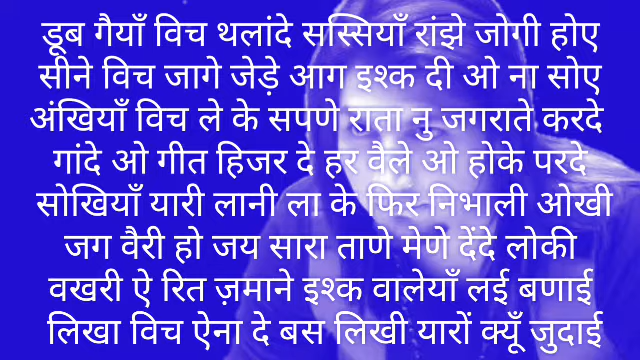 डूब गैयाँ विच थलांदे सस्सियाँ रांझे जोगी होए
सीने विच जागे जेड़े आग इश्क दी ओ ना सोए
अंखियाँ विच ले के सपणे राता नु जगराते करदे
गांदे ओ गीत हिजर दे हर वैले ओ होके परदे
सोखियाँ यारी लानी ला के फिर निभाली ओखी
जग वैरी हो जय सारा ताणे मेणे देंदे लोकी
वखरी ऐ रित ज़माने इश्क वालेयाँ लई बणाई
लिखा विच ऐना दे बस लिखी यारों क्यूँ जुदाई